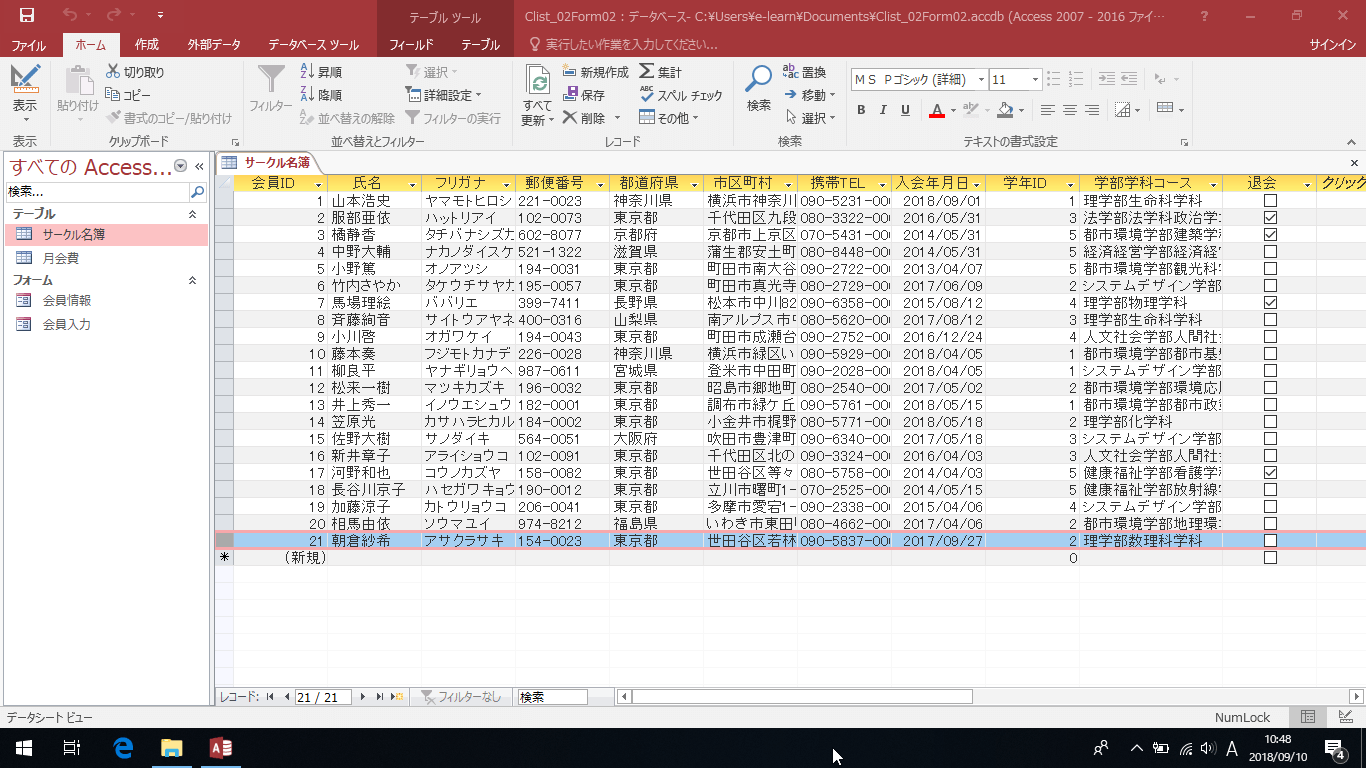 テーブル ツール
Clist_02Form02 : データベース- C:¥Users¥e-learn¥Documents¥Clist_02Form02.accdb (Access 2007 - 2016 ファイ…
ファイル ホーム 作成 外部データ データベース ツール フィールド テーブル 実行したい作業を入力してください... サインイン
表示 貼り付け 切り取り コピー 書式のコピー/貼り付け
フィルター 昇順 降順 並べ替えの解除 選択 詳細設定 フィルターの実行
すべて更新 新規作成 保存 削除 集計 スペル チェック その他
検索 置換 移動 選択
ＭＳ Ｐゴシック (詳細) 11
B I U A
表示 クリップボード 並べ替えとフィルター レコード 検索 テキストの書式設定
すべての Access...
検索...
テーブル
サークル名簿
月会費
フォーム
会員情報
会員入力
サークル名簿
会員ID 氏名 フリガナ 郵便番号 都道府県 市区町村 携帯TEL 入会年月日 学年ID 学部学科コース 退会 クリック
1 山本浩史 ヤマモトヒロシ 221-0023 神奈川県 横浜市神奈川 090-5231-00 2018/09/01 1 理学部生命科学科
2 服部亜依 ハットリアイ 102-0073 東京都 千代田区九段 080-3322-00 2016/05/31 3 法学部法学科政治学
3 橘静香 タチバナシズカ 602-8077 京都府 京都市上京区 070-5431-00 2014/05/31 5 都市環境学部建築学科
4 中野大輔 ナカノダイスケ 521-1322 滋賀県 蒲生郡安土町 080-8448-00 2014/05/31 5 経済経営学部経済経
5 小野篤 オノアツシ 194-0031 東京都 町田市南大谷 090-2722-00 2013/04/07 5 都市環境学部観光科
6 竹内さやか タケウチサヤカ 195-0057 東京都 町田市真光寺 080-2729-00 2017/06/09 2 システムデザイン学部
7 馬場理絵 ババリエ 399-7411 長野県 松本市中川82 090-6358-00 2015/08/12 4 理学部物理学科
8 斉藤絢音 サイトウアヤネ 400-0316 山梨県 南アルプス市 080-5620-00 2017/08/12 3 理学部生命科学科
9 小川啓 オガワケイ 194-0043 東京都 町田市成瀬台 090-2752-00 2016/12/24 4 人文社会学部人間社
10 藤本奏 フジモトカナデ 226-0028 神奈川県 横浜市緑区い 090-5929-00 2018/04/05 1 都市環境学部都市基
11 柳良平 ヤナギリョウヘ 987-0611 宮城県 登米市中田町 090-2028-00 2018/04/05 1 システムデザイン学部
12 松来一樹 マツキカズキ 196-0032 東京都 昭島市郷地町 080-2540-00 2017/05/02 2 都市環境学部環境応
13 井上秀一 イノウエシュウ 182-0001 東京都 調布市緑ケ丘 090-5761-00 2018/05/15 1 都市環境学部都市政
14 笠原光 カサハラヒカル 184-0002 東京都 小金井市梶野 080-5771-00 2018/05/18 2 理学部化学科
15 佐野大樹 サノダイキ 564-0051 大阪府 吹田市豊津町 090-6340-00 2017/05/18 3 システムデザイン学部
16 新井章子 アライショウコ 102-0091 東京都 千代田区北の 090-3324-00 2016/04/03 3 人文社会学部人間社
17 河野和也 コウノカズヤ 158-0082 東京都 世田谷区等々 080-5758-00 2014/04/03 5 健康福祉学部看護学科
18 長谷川京子 ハセガワキョウ 190-0012 東京都 立川市曙町1- 070-2525-00 2014/05/15 5 健康福祉学部放射線
19 加藤涼子 カトウリョウコ 206-0041 東京都 多摩市愛宕1- 090-2338-00 2015/04/06 4 システムデザイン学部
20 相馬由依 ソウマユイ 974-8212 福島県 いわき市東田 080-4662-00 2017/04/06 2 都市環境学部地理環
21 朝倉紗希 アサクラサキ 154-0023 東京都 世田谷区若林 090-5837-00 2017/09/27 2 理学部数理科学科
(新規) 0
レコード: 21 / 21 フィルターなし 検索
データシート ビュー NumLock
A 10:48
2018/09/10 4